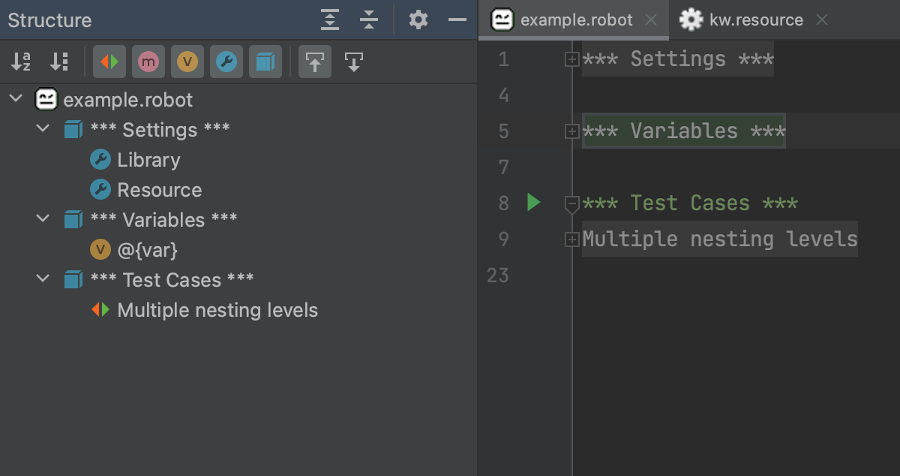 Structure
example.robot
*** Settings ***
Library
Resource
*** Variables ***
@{var}
*** Test Cases ***
Multiple nesting levels
example.robot kw.resource
1 *** Settings ***
4
5 *** Variables ***
7
8 *** Test Cases ***
9 Multiple nesting levels
23